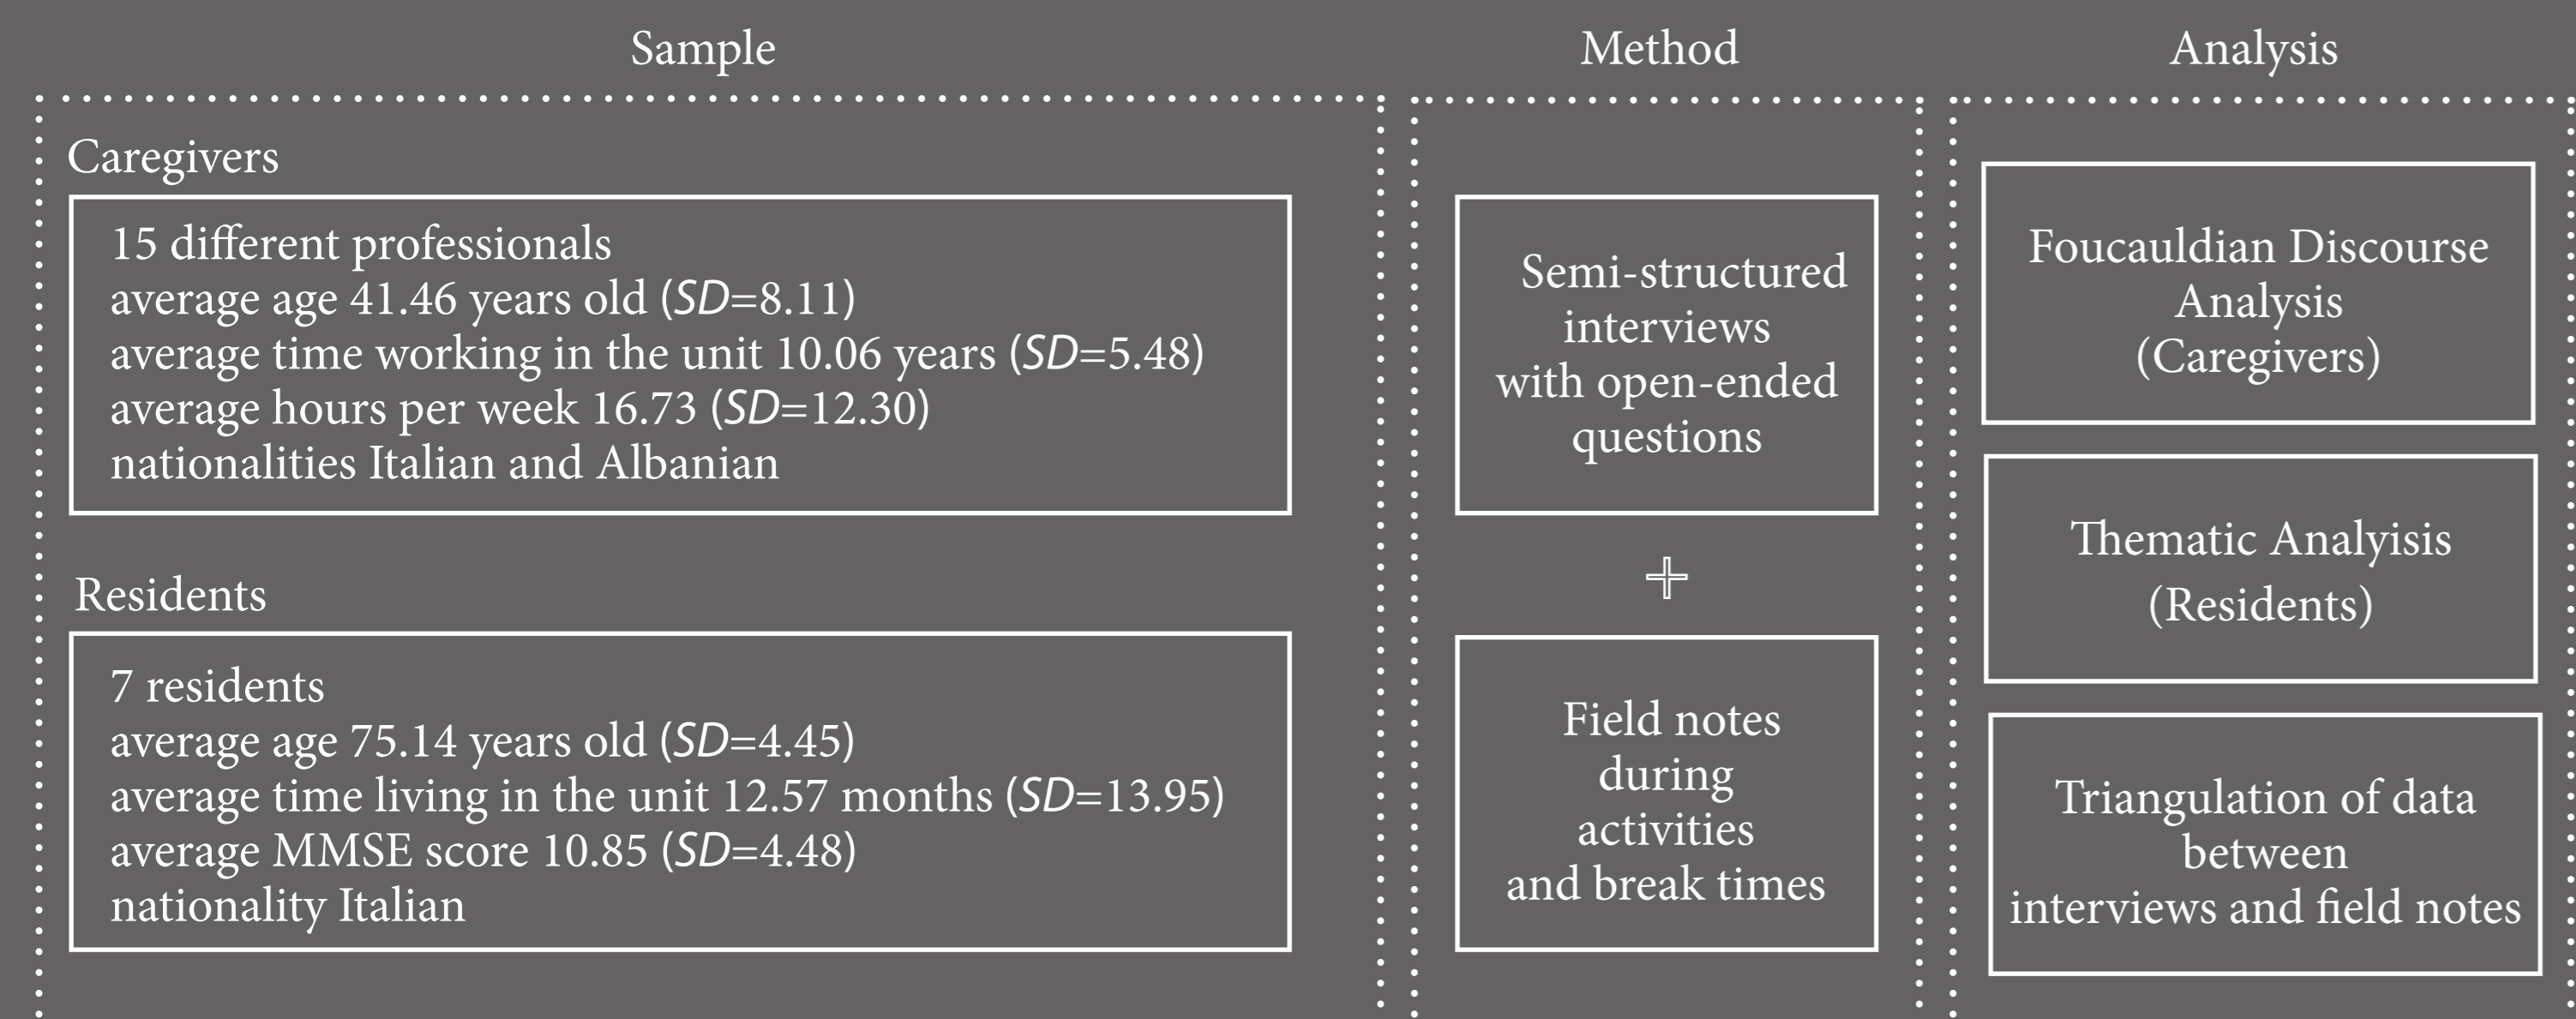 Sample
Caregivers
15 different professionals
average age 41.46 years old (SD=8.11)
average time working in the unit 10.06 years (SD=5.48)
average hours per week 16.73 (SD=12.30)
nationalities Italian and Albanian
Residents
7 residents
average age 75.14 years old (SD=4.45)
average time living in the unit 12.57 months (SD=13.95)
average MMSE score 10.85 (SD=4.48)
nationality Italian
Method
Semi-structured
interviews
with open-ended
questions
+
Field notes
during
activities
and break times
Analysis
Foucauldian Discourse
Analysis
(Caregivers)
Thematic Analyisis
(Residents)
Triangulation of data
between
interviews and field notes